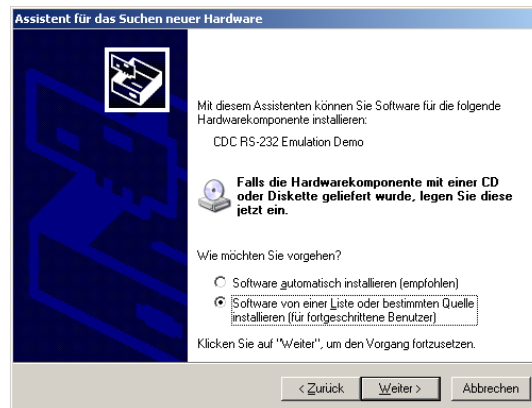 Assistent für das Suchen neuer Hardware
Mit diesem Assistenten können Sie Software für die folgende
Hardwarekomponente installieren:
CDC RS-232 Emulation Demo
Falls die Hardwarekomponente mit einer CD
oder Diskette geliefert wurde, legen Sie diese
jetzt ein.
Wie möchten Sie vorgehen?
Software automatisch installieren (empfohlen)
Software von einer Liste oder bestimmten Quelle
installieren (für fortgeschrittene Benutzer)
Klicken Sie auf "Weiter", um den Vorgang fortzusetzen.
< Zurück Weiter > Abbrechen